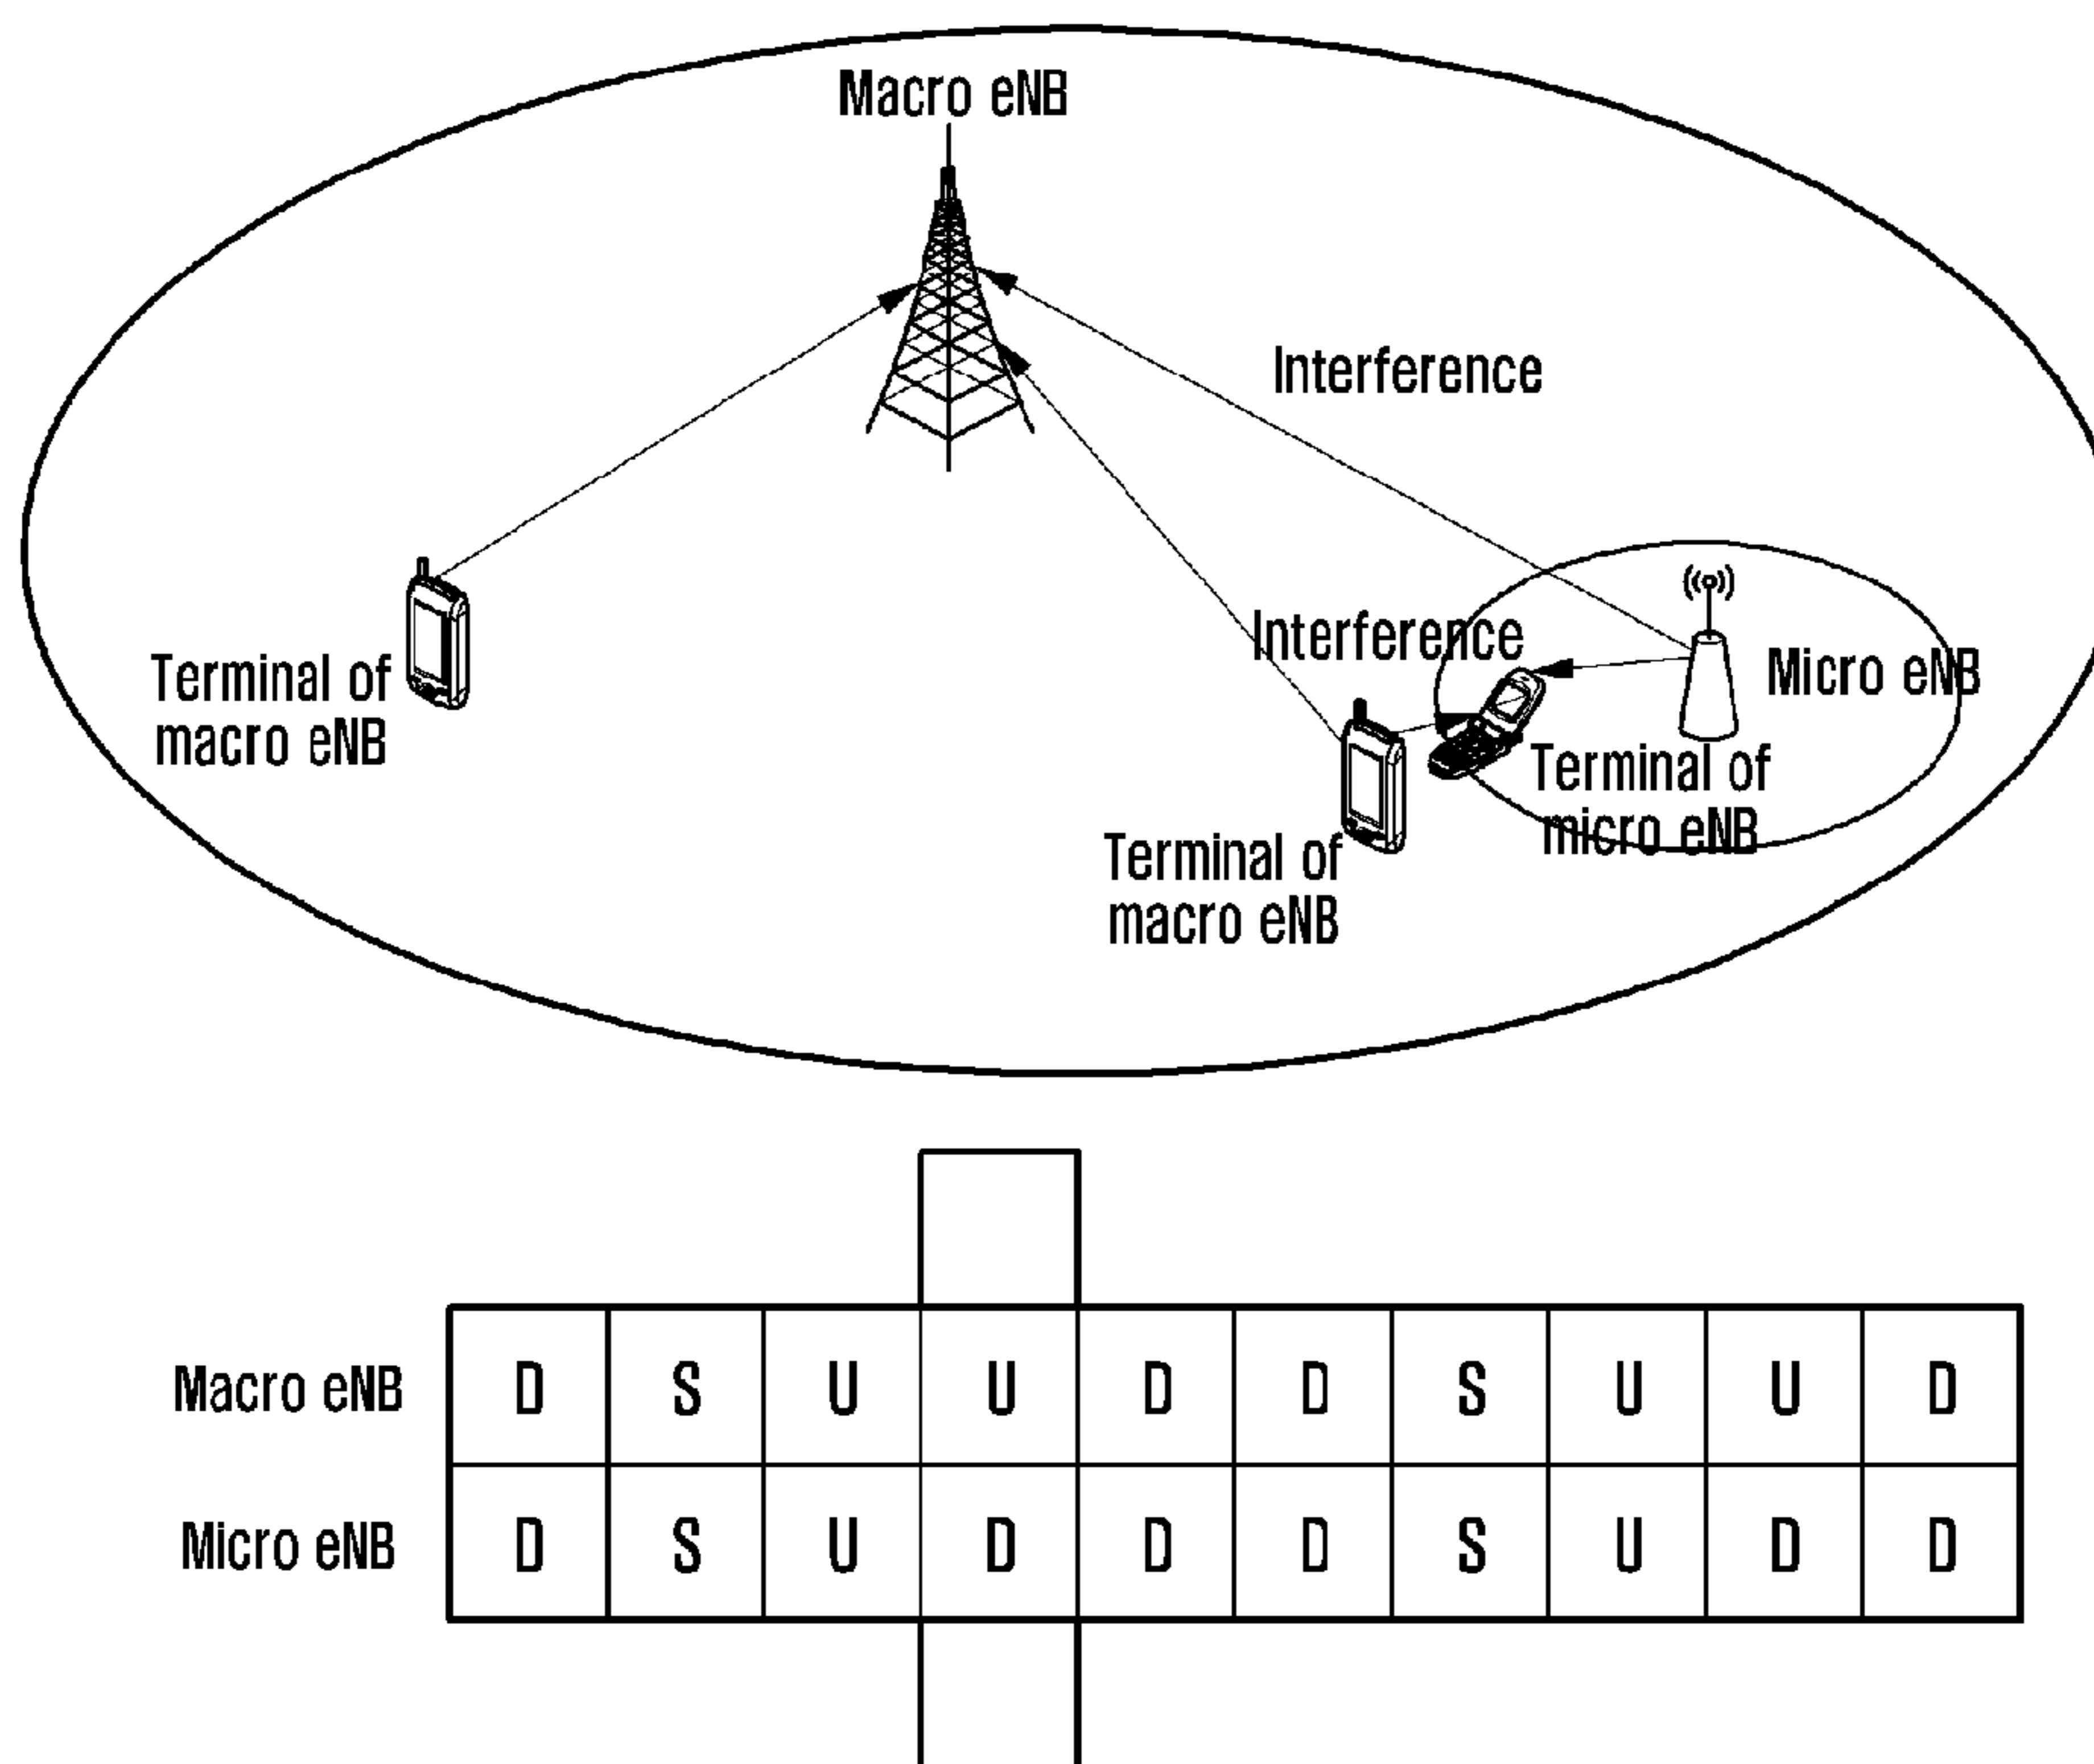 Macro eNB
Interference
Interference
Micro eNB
Terminal of
macro eNB
Terminal of
micro eNB
Terminal of
macro eNB
Macro eNB D S U U D D S U U D
Micro eNB D S U D D D S U D D